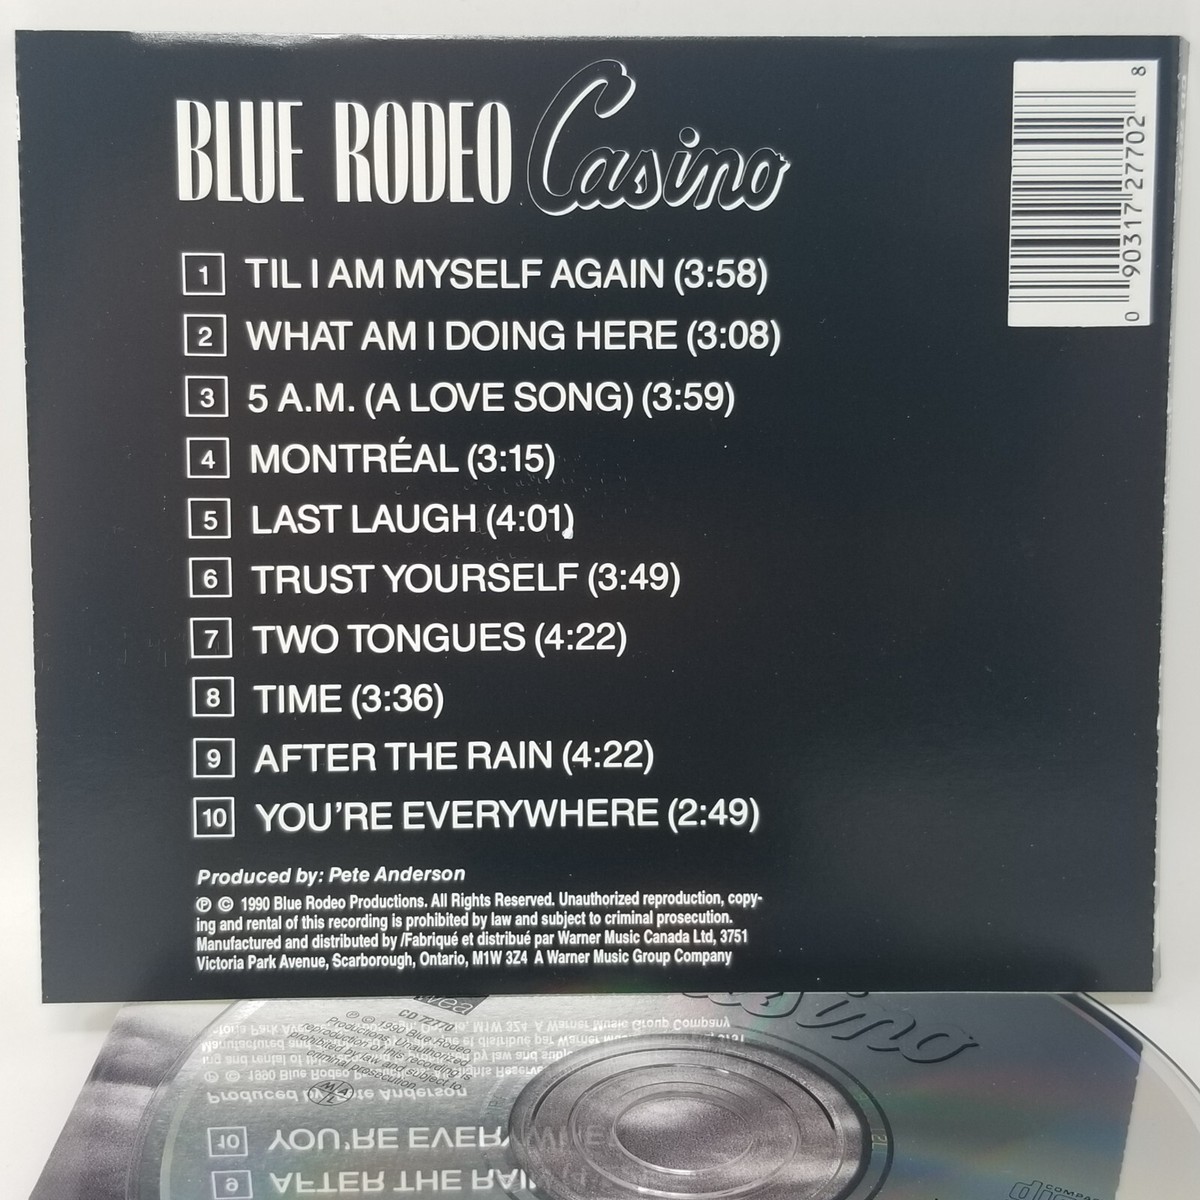 BLUE RODEO Casino
1 TIL I AM MYSELF AGAIN (3:58)
2 WHAT AM I DOING HERE (3:08)
3 5 A.M. (A LOVE SONG) (3:59)
4 MONTRÉAL (3:15)
5 LAST LAUGH (4:01)
6 TRUST YOURSELF (3:49)
7 TWO TONGUES (4:22)
8 TIME (3:36)
9 AFTER THE RAIN (4:22)
10 YOU'RE EVERYWHERE (2:49)
Produced by: Pete Anderson
℗ © 1990 Blue Rodeo Productions. All Rights Reserved. Unauthorized reproduction, copy-
ing and rental of this recording is prohibited by law and subject to criminal prosecution.
Manufactured and distributed by /Fabriqué et distribué par Warner Music Canada Ltd, 3751
Victoria Park Avenue, Scarborough, Ontario, M1W 3Z4 A Warner Music Group Company
0 90317 27702 8
wea
CD 72770
℗ © 1990 Blue Rodeo